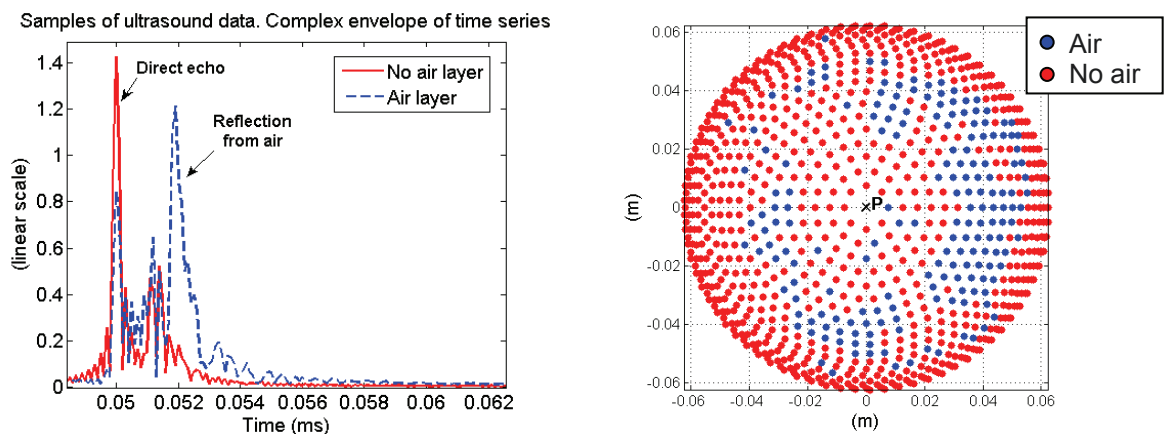 Samples of ultrasound data. Complex envelope of time series
Direct echo
No air layer
Air layer
Reflection
from air
(linear scale)
1.4
1.2
1
0.8
0.6
0.4
0.2
0
0.05 0.052 0.054 0.056 0.058 0.06 0.062
Time (ms)
Air
No air
P
(m)
0.06
0.04
0.02
0
-0.02
-0.04
-0.06
-0.06 -0.04 -0.02 0 0.02 0.04 0.06
(m)